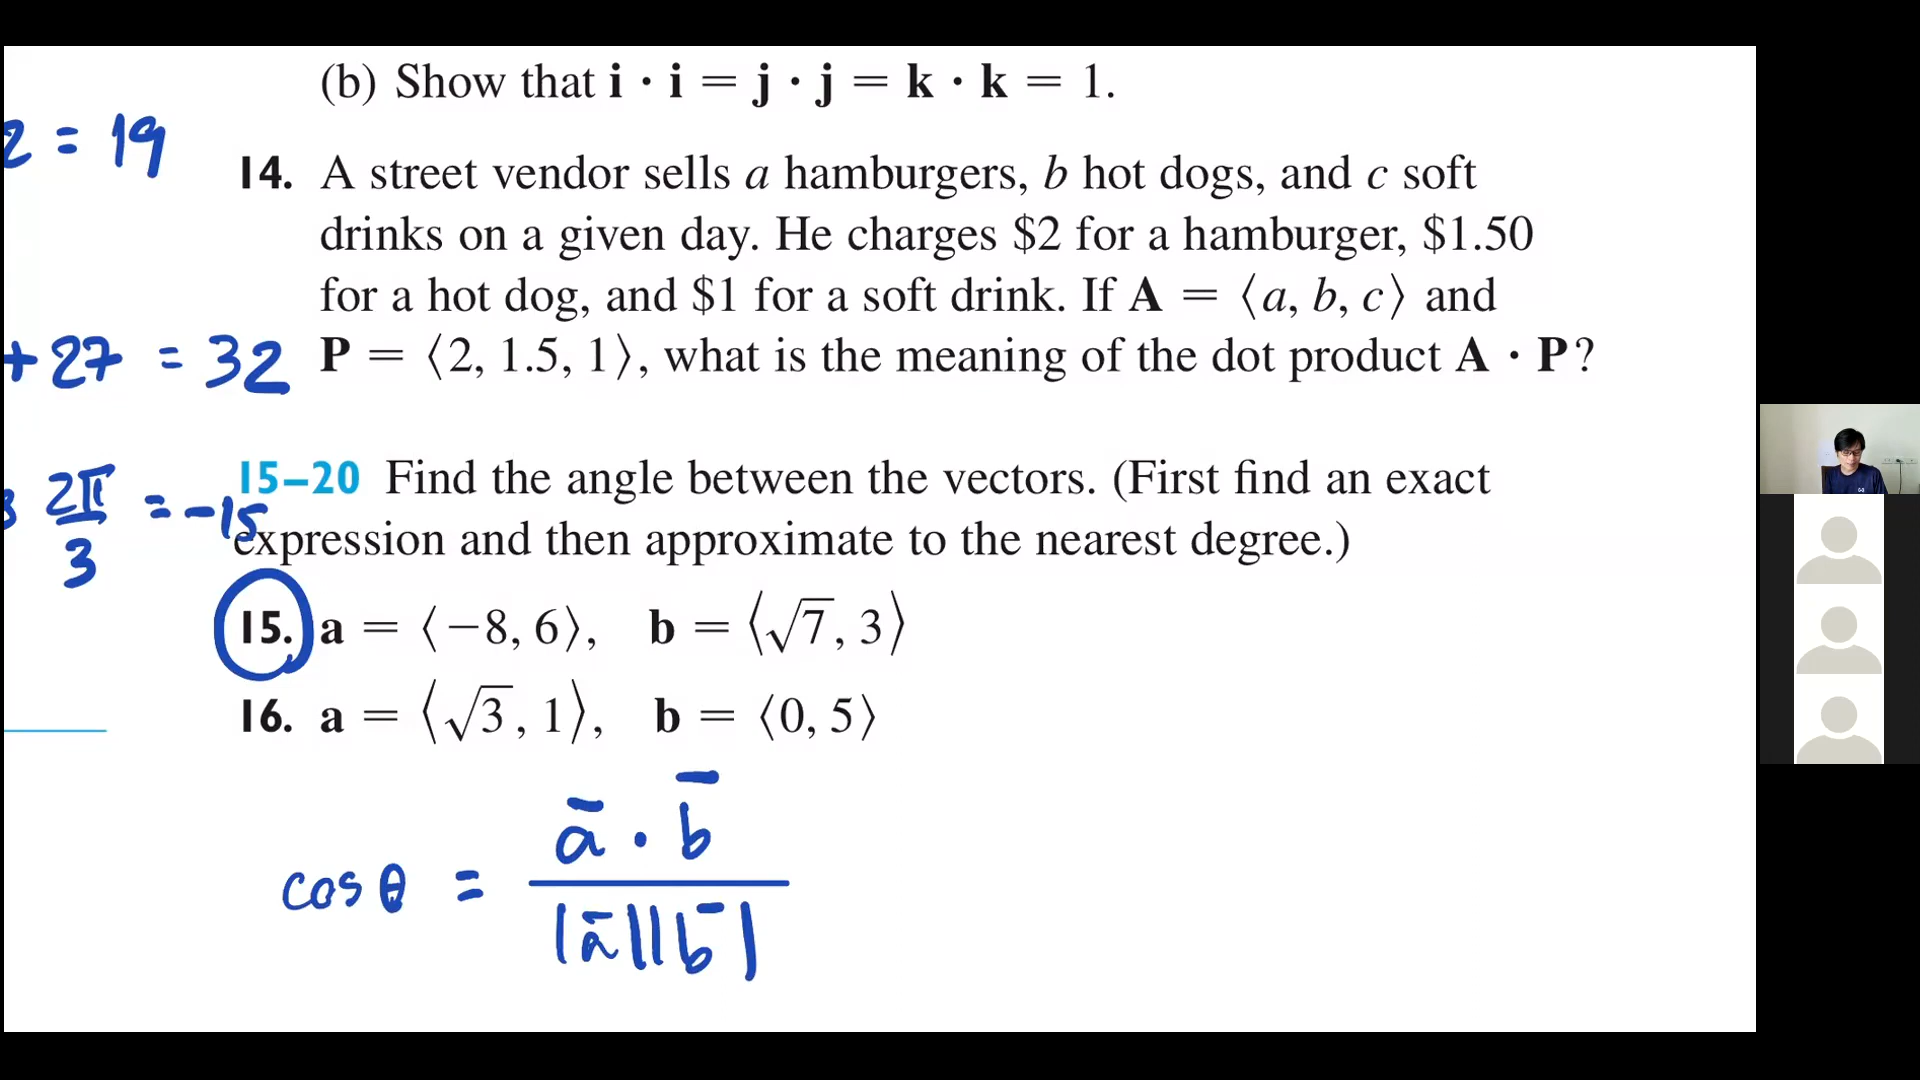 (b) Show that i · i = j · j = k · k = 1.
2 = 19
14. A street vendor sells a hamburgers, b hot dogs, and c soft
drinks on a given day. He charges $2 for a hamburger, $1.50
for a hot dog, and $1 for a soft drink. If A = ⟨a, b, c⟩ and
+ 27 = 32
P = ⟨2, 1.5, 1⟩, what is the meaning of the dot product A · P?
15–20 Find the angle between the vectors. (First find an exact
2π/3 = -15
expression and then approximate to the nearest degree.)
15. a = ⟨−8, 6⟩, b = ⟨√7, 3⟩
16. a = ⟨√3, 1⟩, b = ⟨0, 5⟩
cos θ = a̅ · b̅ / |a̅||b̅|